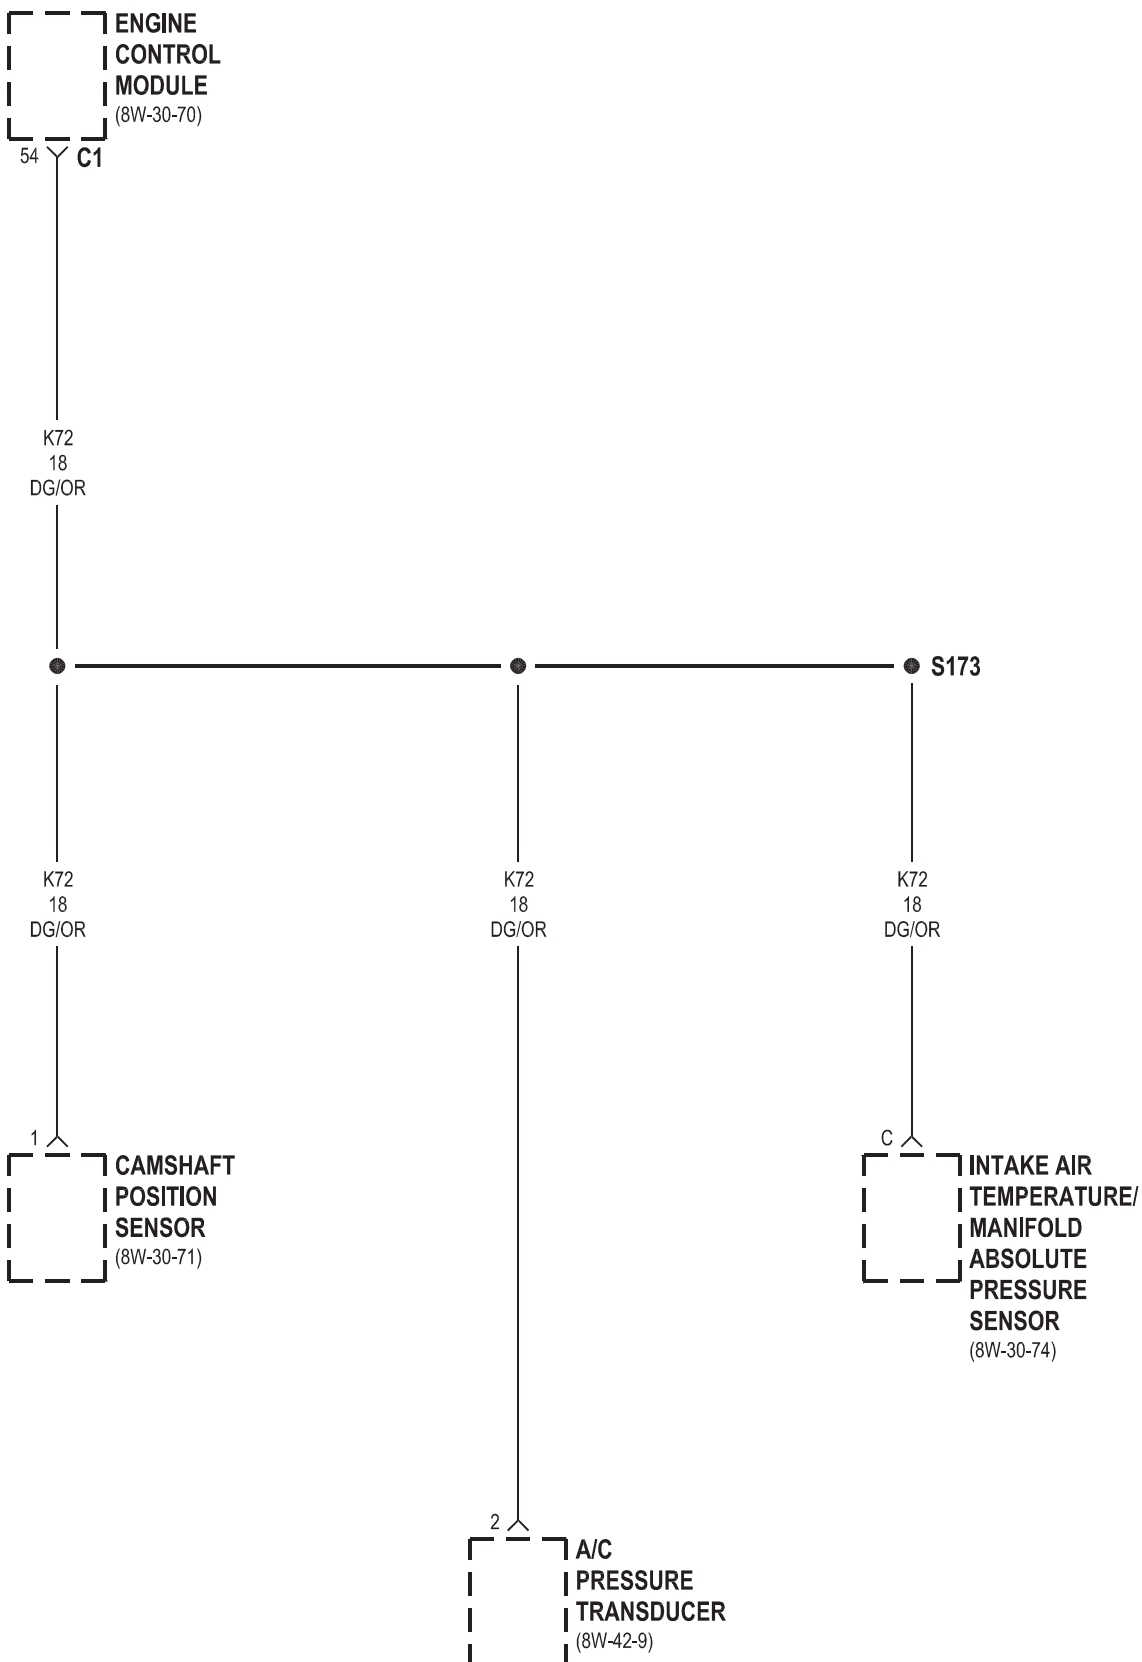 ENGINE
CONTROL
MODULE
(8W-30-70)
54
C1
K72
18
DG/OR
S173
K72
18
DG/OR
K72
18
DG/OR
K72
18
DG/OR
1
CAMSHAFT
POSITION
SENSOR
(8W-30-71)
C
INTAKE AIR
TEMPERATURE/
MANIFOLD
ABSOLUTE
PRESSURE
SENSOR
(8W-30-74)
2
A/C
PRESSURE
TRANSDUCER
(8W-42-9)